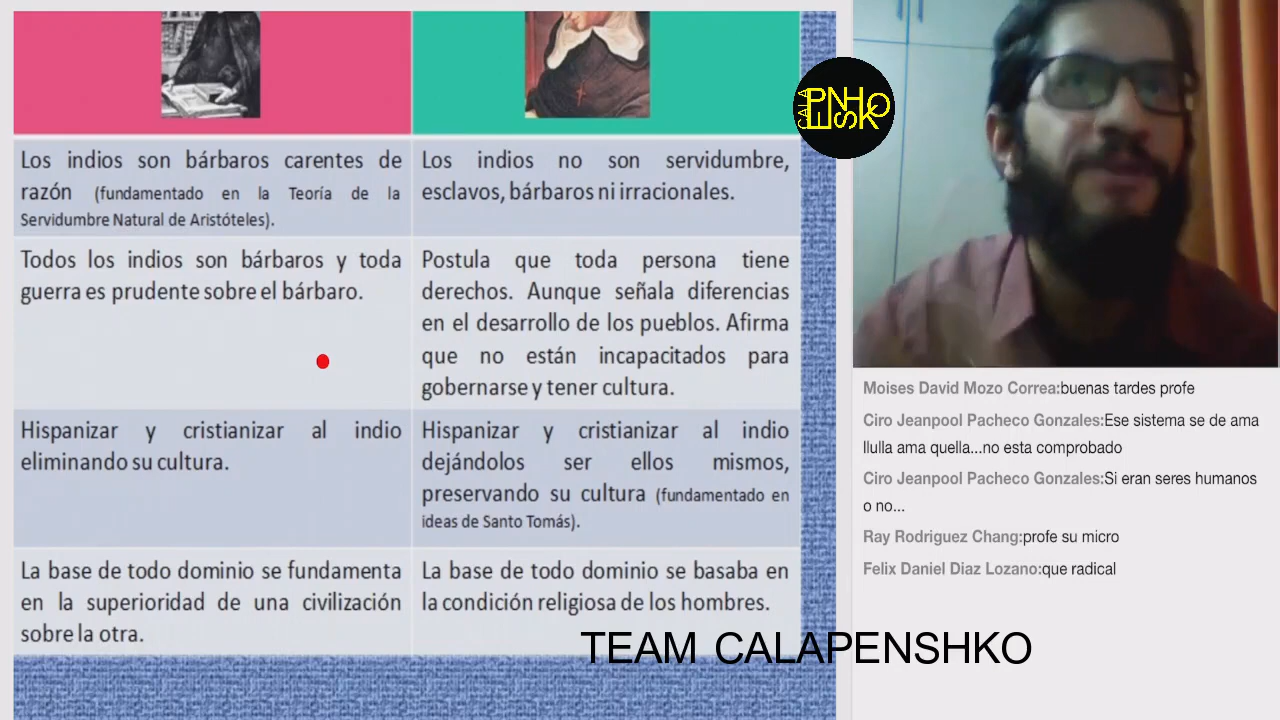 Los indios son bárbaros carentes de
razón (fundamentado en la Teoría de la
Servidumbre Natural de Aristóteles).
Los indios no son servidumbre,
esclavos, bárbaros ni irracionales.
Todos los indios son bárbaros y toda
guerra es prudente sobre el bárbaro.
Postula que toda persona tiene
derechos. Aunque señala diferencias
en el desarrollo de los pueblos. Afirma
que no están incapacitados para
gobernarse y tener cultura.
Hispanizar y cristianizar al indio
eliminando su cultura.
Hispanizar y cristianizar al indio
dejándolos ser ellos mismos,
preservando su cultura (fundamentado en
ideas de Santo Tomás).
La base de todo dominio se fundamenta
en la superioridad de una civilización
sobre la otra.
La base de todo dominio se basaba en
la condición religiosa de los hombres.
CALA
PENHO
ESK
Moises David Mozo Correa:buenas tardes profe
Ciro Jeanpool Pacheco Gonzales:Ese sistema se de ama
llulla ama quella...no esta comprobado
Ciro Jeanpool Pacheco Gonzales:Si eran seres humanos
o no...
Ray Rodriguez Chang:profe su micro
Felix Daniel Diaz Lozano:que radical
TEAM CALAPENSHKO